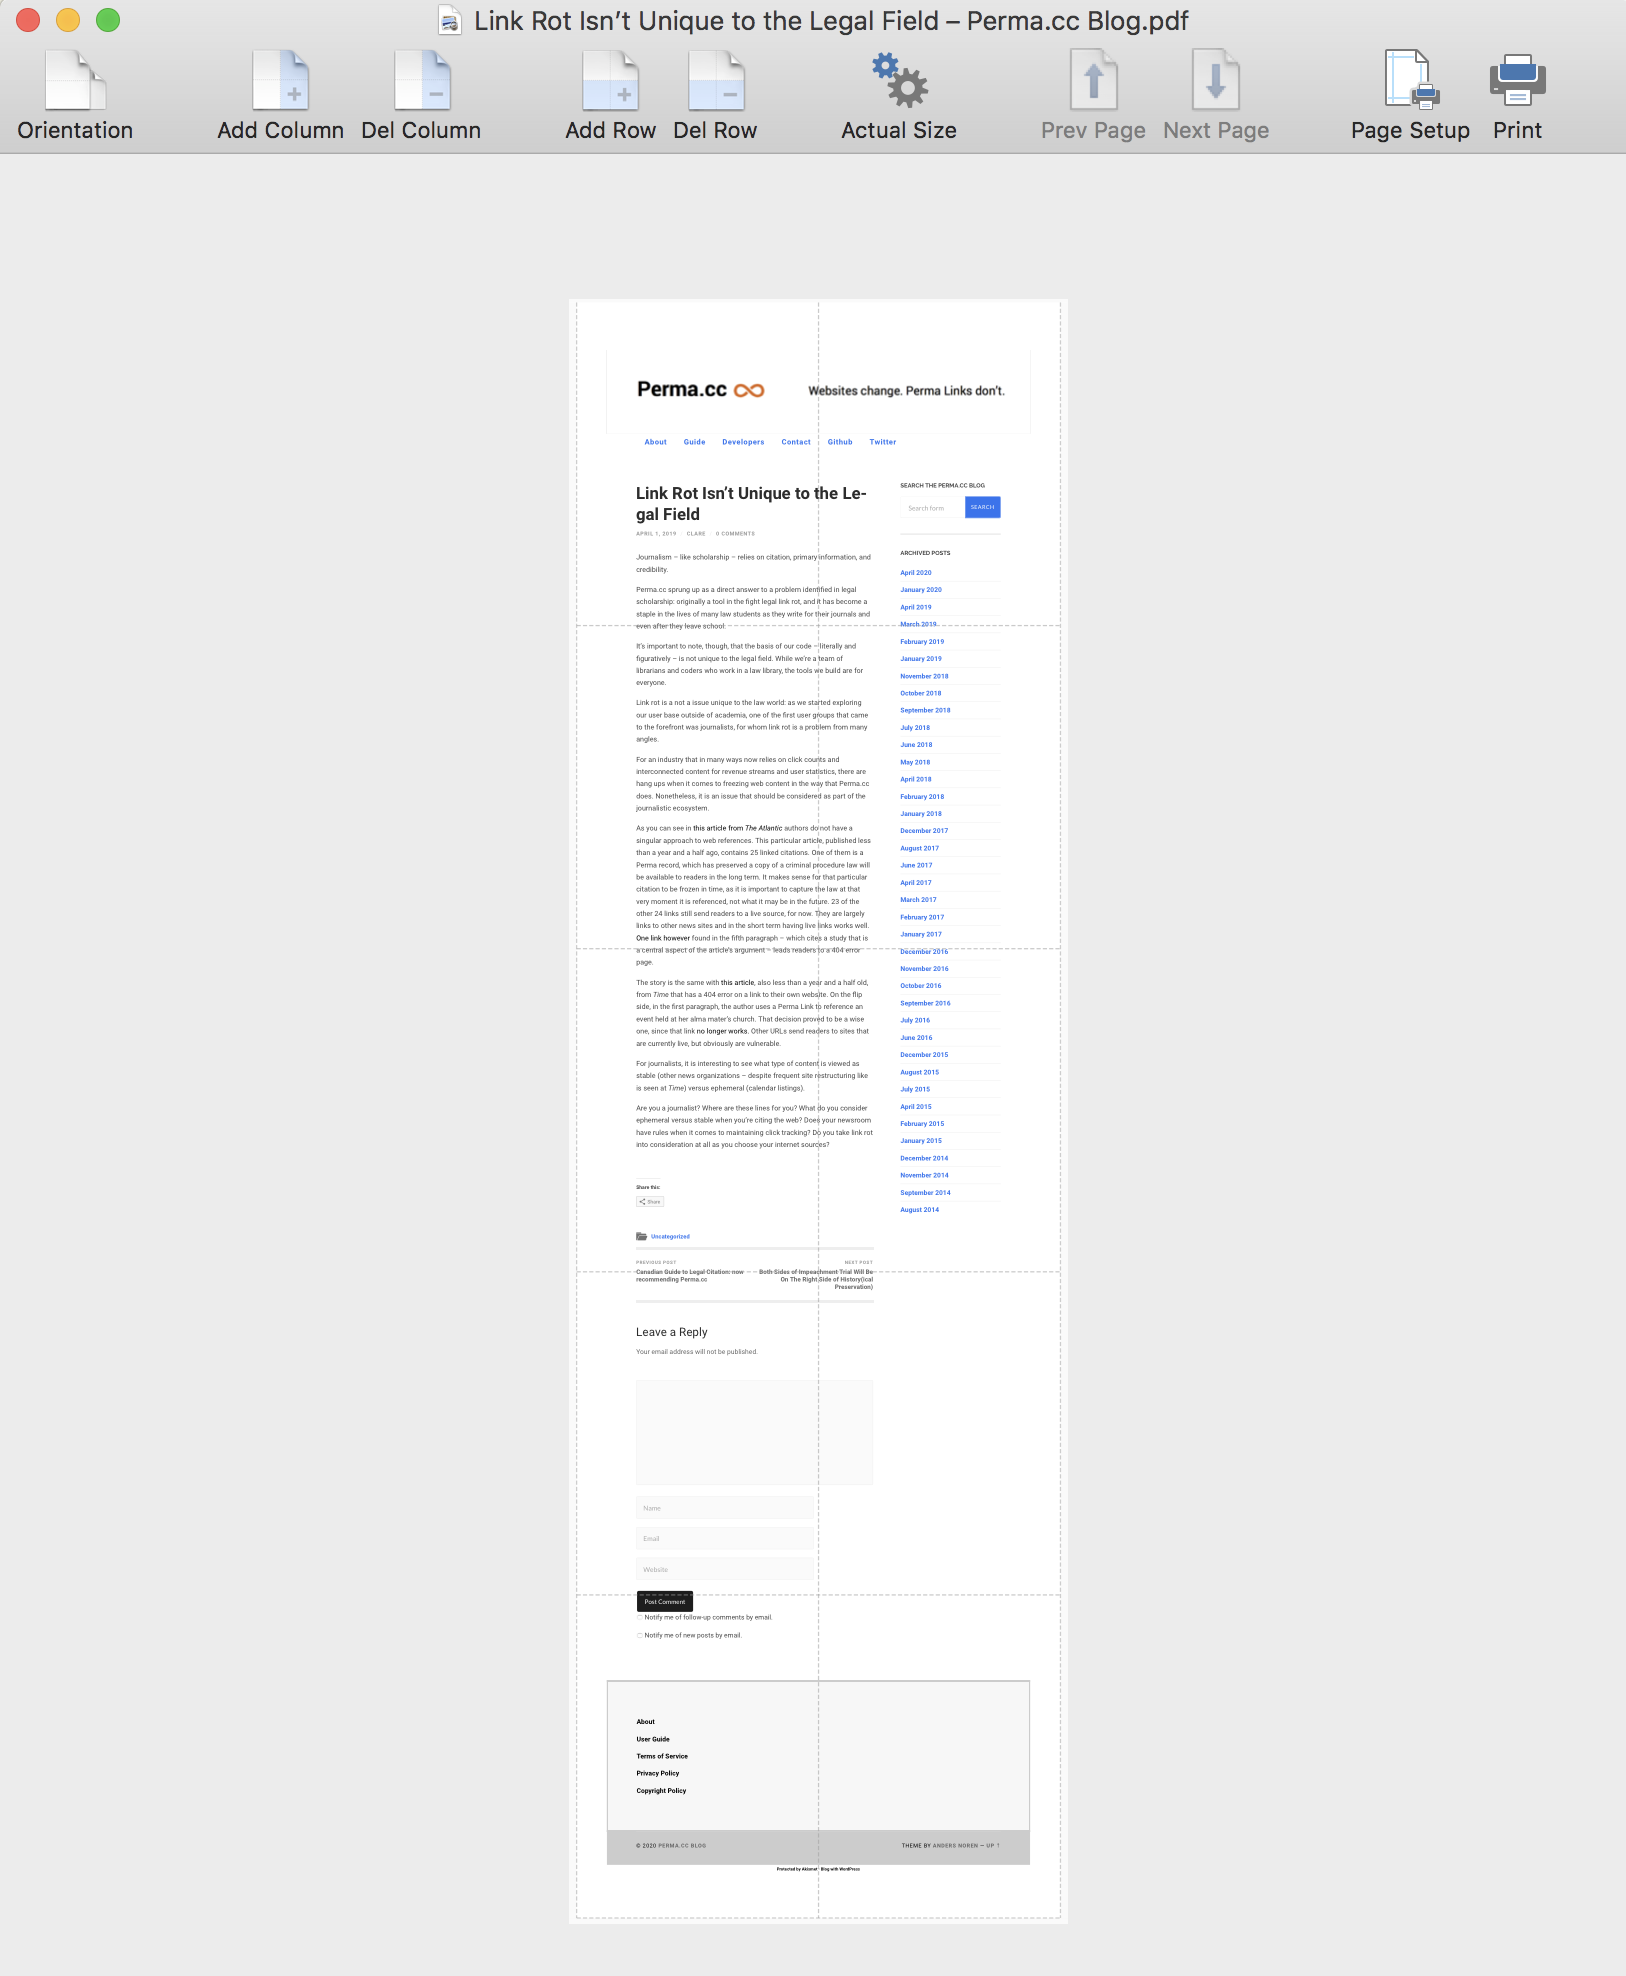 Link Rot Isn’t Unique to the Legal Field – Perma.cc Blog.pdf
Orientation
Add Column
Del Column
Add Row
Del Row
Actual Size
Prev Page
Next Page
Page Setup
Print
Perma.cc
Websites change. Perma Links don't.
About Guide Developers Contact Github Twitter
Link Rot Isn’t Unique to the Le-
gal Field
APRIL 1, 2019 CLARE 0 COMMENTS
Journalism – like scholarship – relies on citation, primary information, and
credibility.
Perma.cc sprung up as a direct answer to a problem identified in legal
scholarship: originally a tool in the fight legal link rot, and it has become a
staple in the lives of many law students as they write for their journals and
even after they leave school.
It’s important to note, though, that the basis of our code – literally and
figuratively – is not unique to the legal field. While we’re a team of
librarians and coders who work in a law library, the tools we build are for
everyone.
Link rot is a not a issue unique to the law world: as we started exploring
our user base outside of academia, one of the first user groups that came
to the forefront was journalists, for whom link rot is a problem from many
angles.
For an industry that in many ways now relies on click counts and
interconnected content for revenue streams and user statistics, there are
hang ups when it comes to freezing web content in the way that Perma.cc
does. Nonetheless, it is an issue that should be considered as part of the
journalistic ecosystem.
As you can see in this article from The Atlantic authors do not have a
singular approach to web references. This particular article, published less
than a year and a half ago, contains 25 linked citations. One of them is a
Perma record, which has preserved a copy of a criminal procedure law will
be available to readers in the long term. It makes sense for that particular
citation to be frozen in time, as it is important to capture the law at that
very moment it is referenced, not what it may be in the future. 23 of the
other 24 links still send readers to a live source, for now. They are largely
links to other news sites and in the short term having live links works well.
One link however found in the fifth paragraph – which cites a study that is
a central aspect of the article’s argument – leads readers to a 404 error
page.
The story is the same with this article, also less than a year and a half old,
from Time that has a 404 error on a link to their own website. On the flip
side, in the first paragraph, the author uses a Perma Link to reference an
event held at her alma mater’s church. That decision proved to be a wise
one, since that link no longer works. Other URLs send readers to sites that
are currently live, but obviously are vulnerable.
For journalists, it is interesting to see what type of content is viewed as
stable (other news organizations – despite frequent site restructuring like
is seen at Time) versus ephemeral (calendar listings).
Are you a journalist? Where are these lines for you? What do you consider
ephemeral versus stable when you’re citing the web? Does your newsroom
have rules when it comes to maintaining click tracking? Do you take link rot
into consideration at all as you choose your internet sources?
Share this:
Share
Uncategorized
PREVIOUS POST
Canadian Guide to Legal Citation: now
recommending Perma.cc
NEXT POST
Both Sides of Impeachment Trial Will Be
On The Right Side of History(ical
Preservation)
SEARCH THE PERMA.CC BLOG
Search form
SEARCH
ARCHIVED POSTS
April 2020
January 2020
April 2019
March 2019
February 2019
January 2019
November 2018
October 2018
September 2018
July 2018
June 2018
May 2018
April 2018
February 2018
January 2018
December 2017
August 2017
June 2017
April 2017
March 2017
February 2017
January 2017
December 2016
November 2016
October 2016
September 2016
July 2016
June 2016
December 2015
August 2015
July 2015
April 2015
February 2015
January 2015
December 2014
November 2014
September 2014
August 2014
Leave a Reply
Your email address will not be published.
Name
Email
Website
Post Comment
Notify me of follow-up comments by email.
Notify me of new posts by email.
About
User Guide
Terms of Service
Privacy Policy
Copyright Policy
© 2020 PERMA.CC BLOG
THEME BY ANDERS NOREN — UP ↑
Protected by Akismet | Blog with WordPress